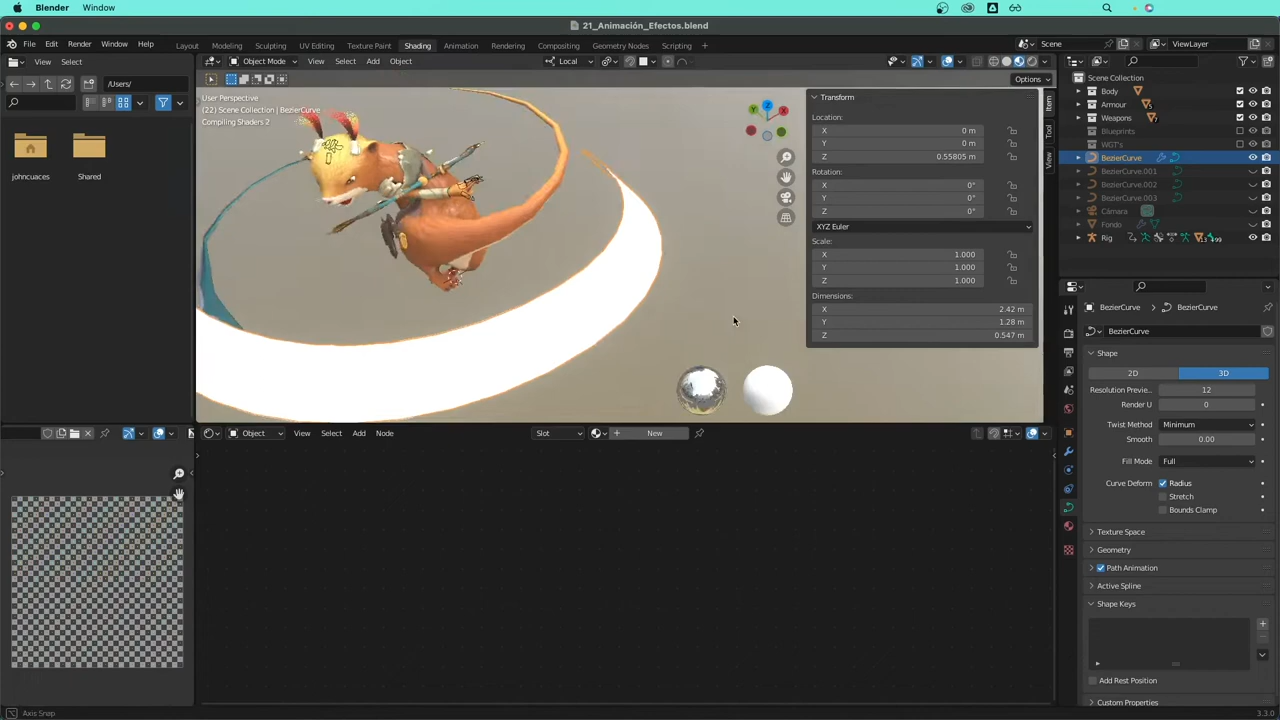 Blender Window
21_Animación_Efectos.blend
File Edit Render Window Help Layout Modeling Sculpting UV Editing Texture Paint Shading Animation Rendering Compositing Geometry Nodes Scripting + Scene ViewLayer
View Select Object Mode View Select Add Object Local
/Users/
Options
johncuaces Shared
User Perspective
(22) Scene Collection | BezierCurve
Compiling Shaders 2
Z
Y
X
Transform
Location:
X 0 m
Y 0 m
Z 0.55805 m
Rotation:
X 0°
Y 0°
Z 0°
XYZ Euler
Scale:
X 1.000
Y 1.000
Z 1.000
Dimensions:
X 2.42 m
Y 1.28 m
Z 0.547 m
Item
Tool
View
Scene Collection
Body
Armour
Weapons
Blueprints
WGT's
BezierCurve
BezierCurve.001
BezierCurve.002
BezierCurve.003
Cámara
Fondo
Rig
BezierCurve BezierCurve
BezierCurve
Shape
2D 3D
Resolution Previe... 12
Render U 0
Twist Method Minimum
Smooth 0.00
Fill Mode Full
Curve Deform Radius
Stretch
Bounds Clamp
Texture Space
Geometry
Path Animation
Active Spline
Shape Keys
Add Rest Position
Custom Properties
Object View Select Add Node Slot New
Axis Snap
3.3.0